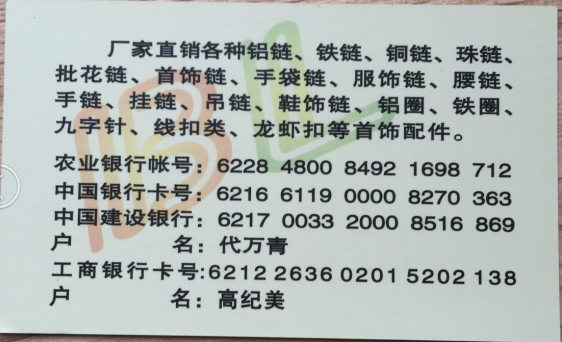 厂家直销各种铝链、铁链、铜链、珠链、
批花链、首饰链、手袋链、服饰链、腰链、
手链、挂链、吊链、鞋饰链、铝圈、铁圈、
九字针、线扣类、龙虾扣等首饰配件。
农业银行帐号：6228 4800 8492 1698 712
中国银行卡号：6216 6119 0000 8270 363
中国建设银行：6217 0033 2000 8516 869
户 名：代万青
工商银行卡号:6212 2636 0201 5202 138
户 名：高纪美